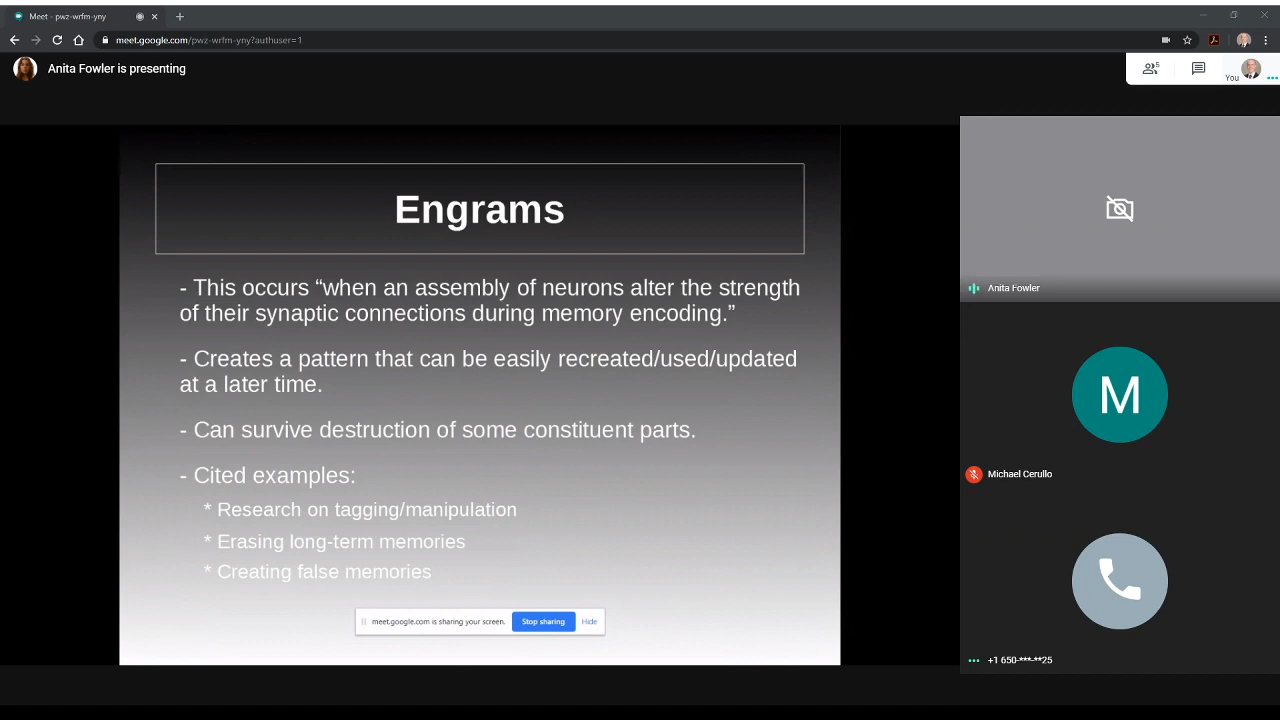 Meet - pwz-wrfm-yny
meet.google.com/pwz-wrfm-yny?authuser=1
Anita Fowler is presenting
5
You
Engrams
- This occurs “when an assembly of neurons alter the strength
of their synaptic connections during memory encoding.”
- Creates a pattern that can be easily recreated/used/updated
at a later time.
- Can survive destruction of some constituent parts.
- Cited examples:
* Research on tagging/manipulation
* Erasing long-term memories
* Creating false memories
meet.google.com is sharing your screen. Stop sharing Hide
Anita Fowler
M
Michael Cerullo
+1 650-***-**25